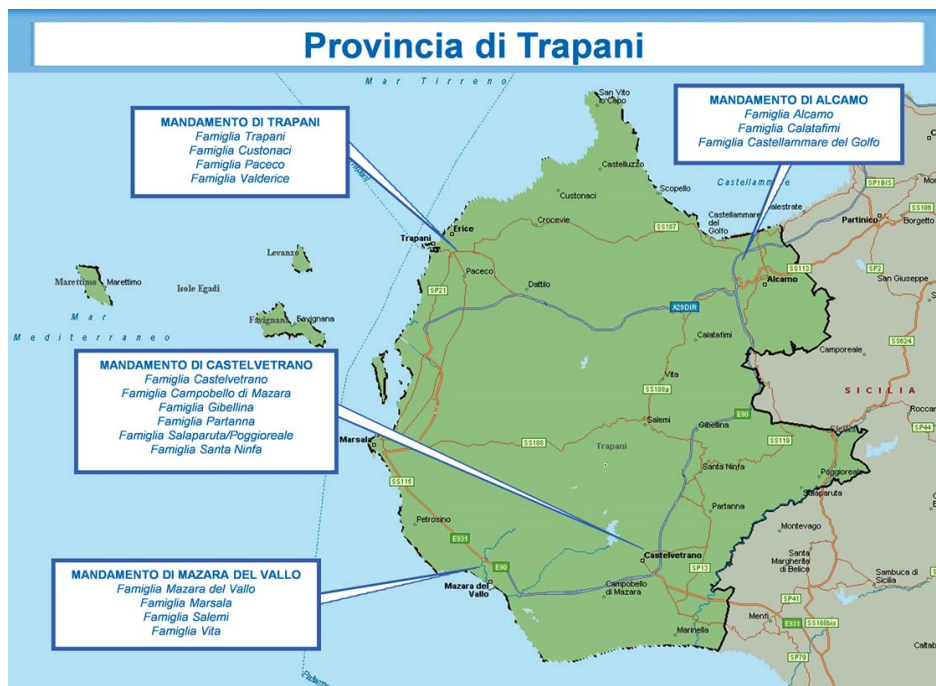 Provincia di Trapani
Mar Tirreno
MANDAMENTO DI TRAPANI
Famiglia Trapani
Famiglia Custonaci
Famiglia Paceco
Famiglia Valderice
MANDAMENTO DI ALCAMO
Famiglia Alcamo
Famiglia Calatafimi
Famiglia Castellammare del Golfo
San Vito
lo Capo
Castelluzzo
Custonaci
Scopello
Castellammare
Crocevie
Castellammare
del
Golfo
SS187
SP1BIS
SS186
Partinico
Borgetto
Erice
Trapani
Paceco
SP21
Dattilo
Levanzo
Marettimo
Marettimo
Isole Egadi
Favignana
Favignana
Mar
Mediterraneo
SS113
SP2
San Giuseppe
Alcamo
A29DIR
Calatafimi
SS624
Camporeale
MANDAMENTO DI CASTELVETRANO
Famiglia Castelvetrano
Famiglia Campobello di Mazara
Famiglia Gibellina
Famiglia Partanna
Famiglia Salaparuta/Poggioreale
Famiglia Santa Ninfa
Vita
SS188a
SICILIA
E90
Salemi
Gibellina
SP44
Sicilia
Marsala
SS188
Trapani
SS119
Santa Ninfa
Poggioreale
Salaparuta
SS115
Partanna
Petrosino
Montevago
E931
Castelvetrano
Santa
Margherita
di Belice
E90
SP13
Sambuca di
Sicilia
MANDAMENTO DI MAZARA DEL VALLO
Famiglia Mazara del Vallo
Famiglia Marsala
Famiglia Salemi
Famiglia Vita
Mazara del
Vallo
Campobello
di Mazara
SP41
Menfi
E931
SS188bis
Marinella
SP79